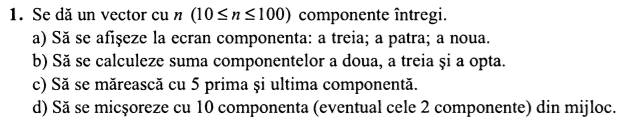 1. Se dă un vector cu n (10 ≤ n ≤ 100) componente întregi.
a) Să se afişeze la ecran componenta: a treia; a patra; a noua.
b) Să se calculeze suma componentelor a doua, a treia şi a opta.
c) Să se mărească cu 5 prima şi ultima componentă.
d) Să se micşoreze cu 10 componenta (eventual cele 2 componente) din mijloc.